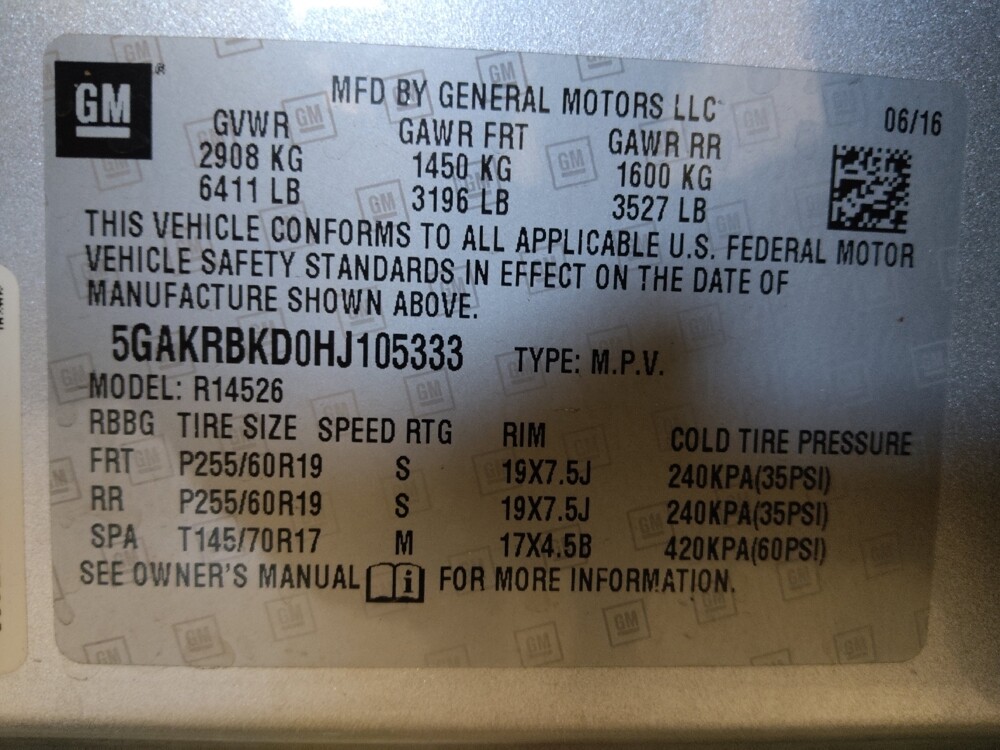 GM ®
MFD BY GENERAL MOTORS LLC
06/16
GVWR GAWR FRT GAWR RR
2908 KG 1450 KG 1600 KG
6411 LB 3196 LB 3527 LB
THIS VEHICLE CONFORMS TO ALL APPLICABLE U.S. FEDERAL MOTOR
VEHICLE SAFETY STANDARDS IN EFFECT ON THE DATE OF
MANUFACTURE SHOWN ABOVE.
5GAKRBKD0HJ105333 TYPE: M.P.V.
MODEL: R14526
RBBG TIRE SIZE SPEED RTG RIM COLD TIRE PRESSURE
FRT P255/60R19 S 19X7.5J 240KPA(35PSI)
RR P255/60R19 S 19X7.5J 240KPA(35PSI)
SPA T145/70R17 M 17X4.5B 420KPA(60PSI)
SEE OWNER'S MANUAL i FOR MORE INFORMATION.